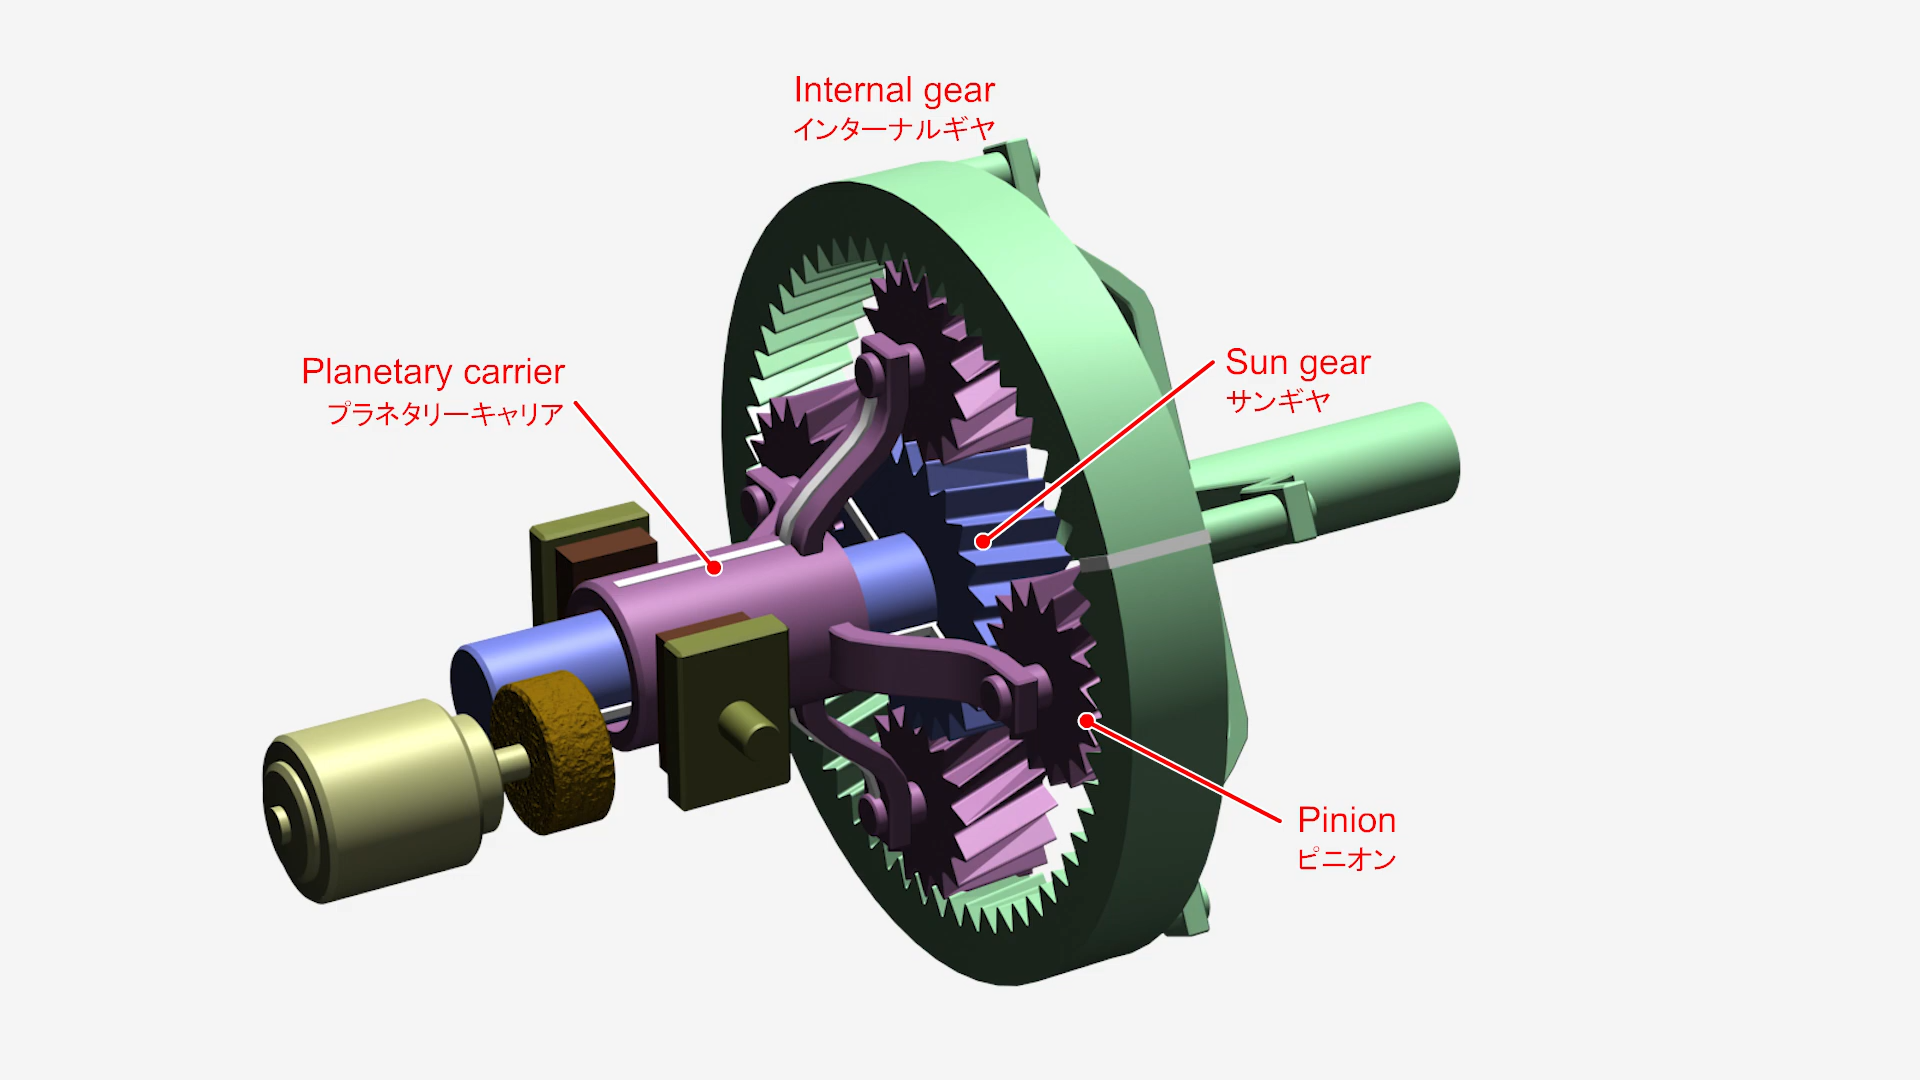 Internal gear
インターナルギヤ
Planetary carrier
プラネタリーキャリア
Sun gear
サンギヤ
Pinion
ピニオン